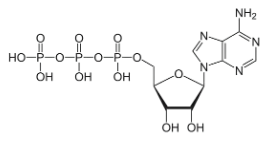 NH₂
O O O N N
HO-P-O-P-O-P-O O N N
OH OH OH
OH OH